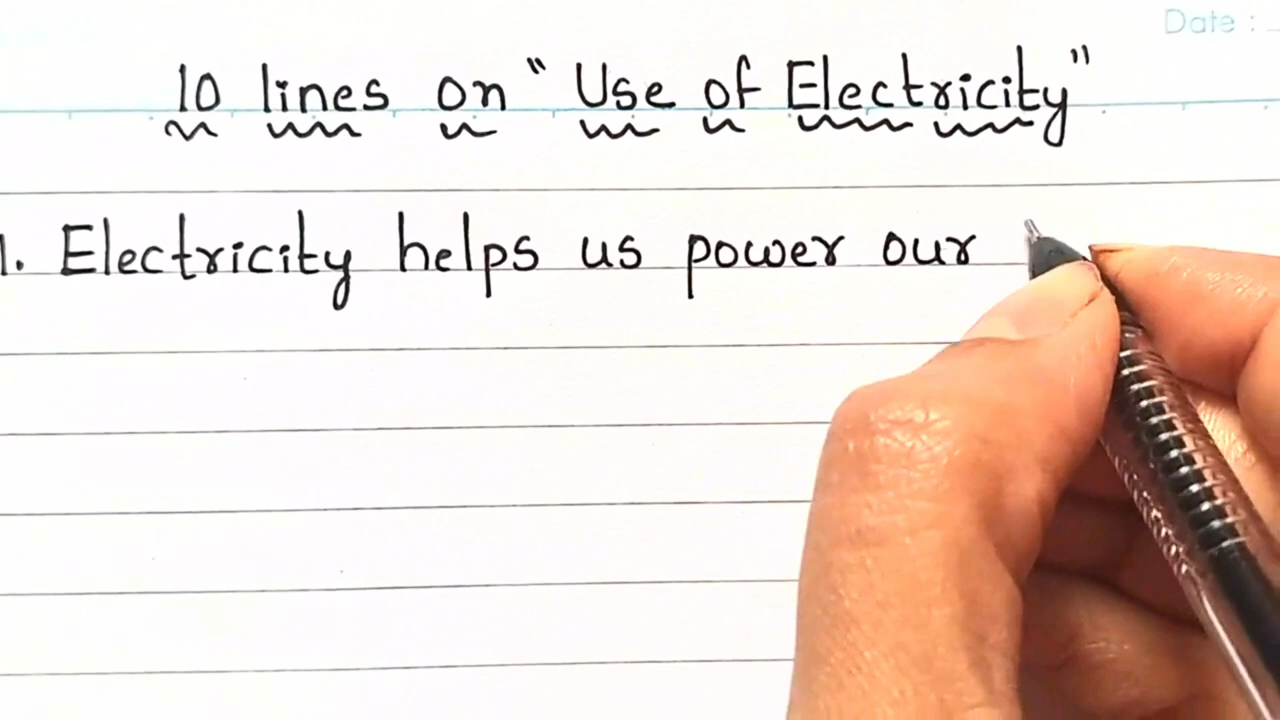 Date :
10 lines on " Use of Electricity"
1. Electricity helps us power our